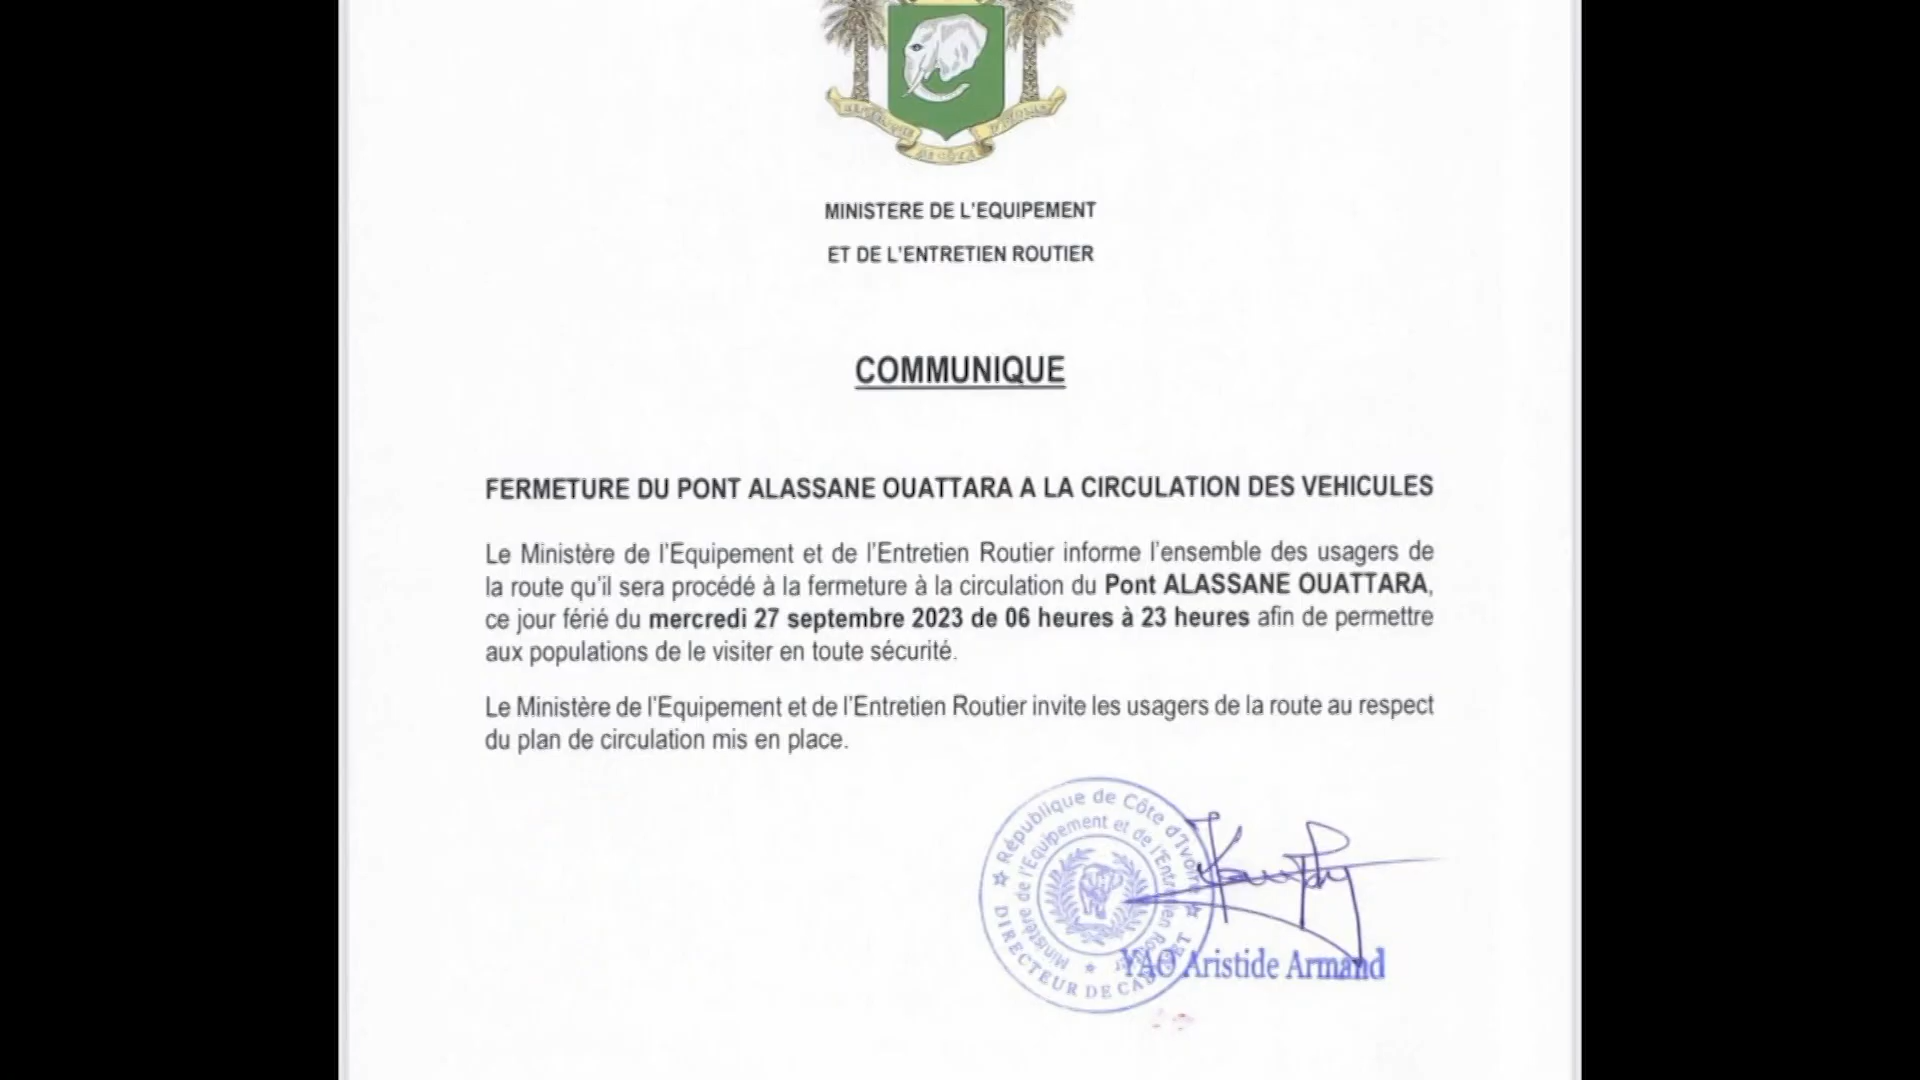 MINISTERE DE L'EQUIPEMENT
ET DE L'ENTRETIEN ROUTIER
COMMUNIQUE
FERMETURE DU PONT ALASSANE OUATTARA A LA CIRCULATION DES VEHICULES
Le Ministère de l'Equipement et de l'Entretien Routier informe l'ensemble des usagers de
la route qu'il sera procédé à la fermeture à la circulation du Pont ALASSANE OUATTARA,
ce jour férié du mercredi 27 septembre 2023 de 06 heures à 23 heures afin de permettre
aux populations de le visiter en toute sécurité.
Le Ministère de l'Equipement et de l'Entretien Routier invite les usagers de la route au respect
du plan de circulation mis en place.
République de Côte d'Ivoire
Ministère de l'Equipement et de l'Entretien Routier
DIRECTEUR DE CABINET
YAO Aristide Armand